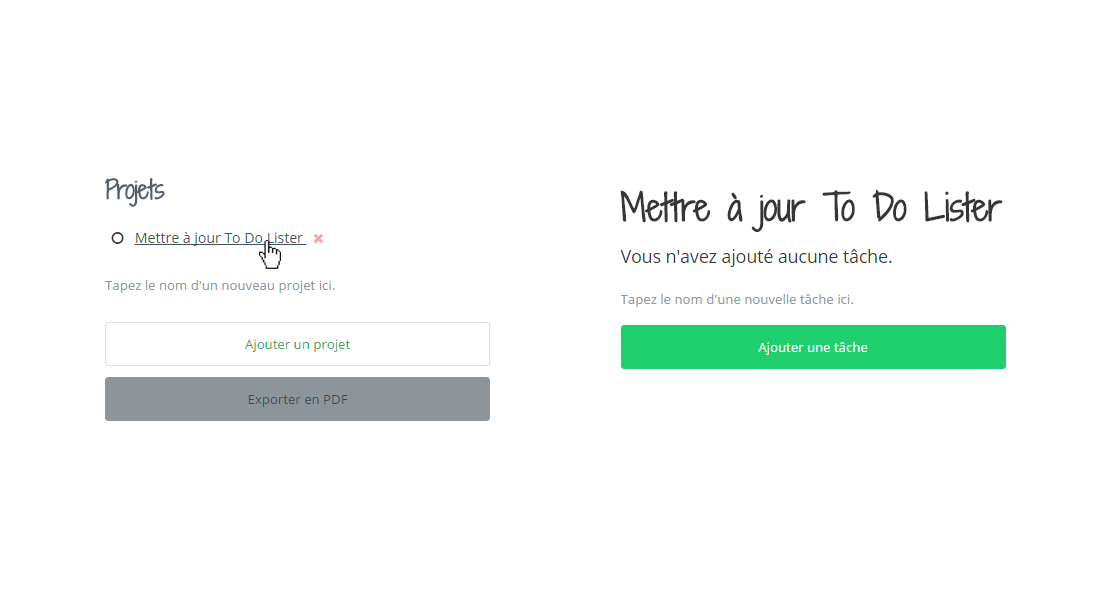 Projets
Mettre à jour To Do Lister
Tapez le nom d'un nouveau projet ici.
Ajouter un projet
Exporter en PDF
Mettre à jour To Do Lister
Vous n'avez ajouté aucune tâche.
Tapez le nom d'une nouvelle tâche ici.
Ajouter une tâche